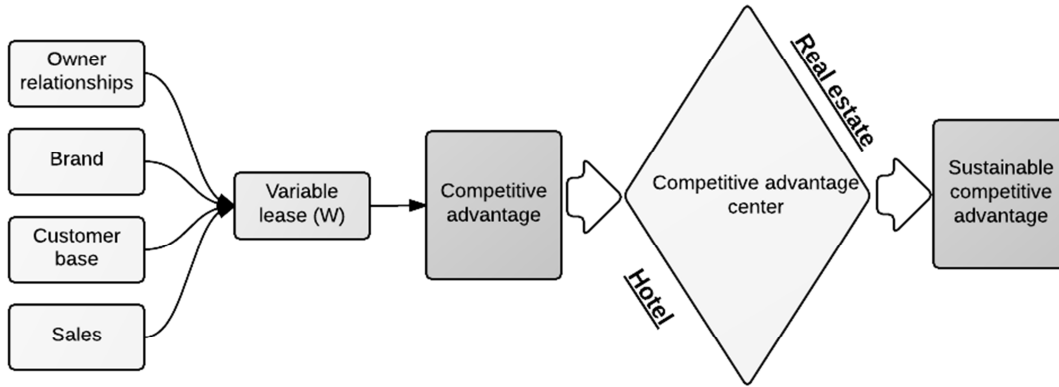 Owner
relationships
Brand
Customer
base
Sales
Variable
lease (W)
Competitive
advantage
Hotel
Competitive advantage
center
Real estate
Sustainable
competitive
advantage